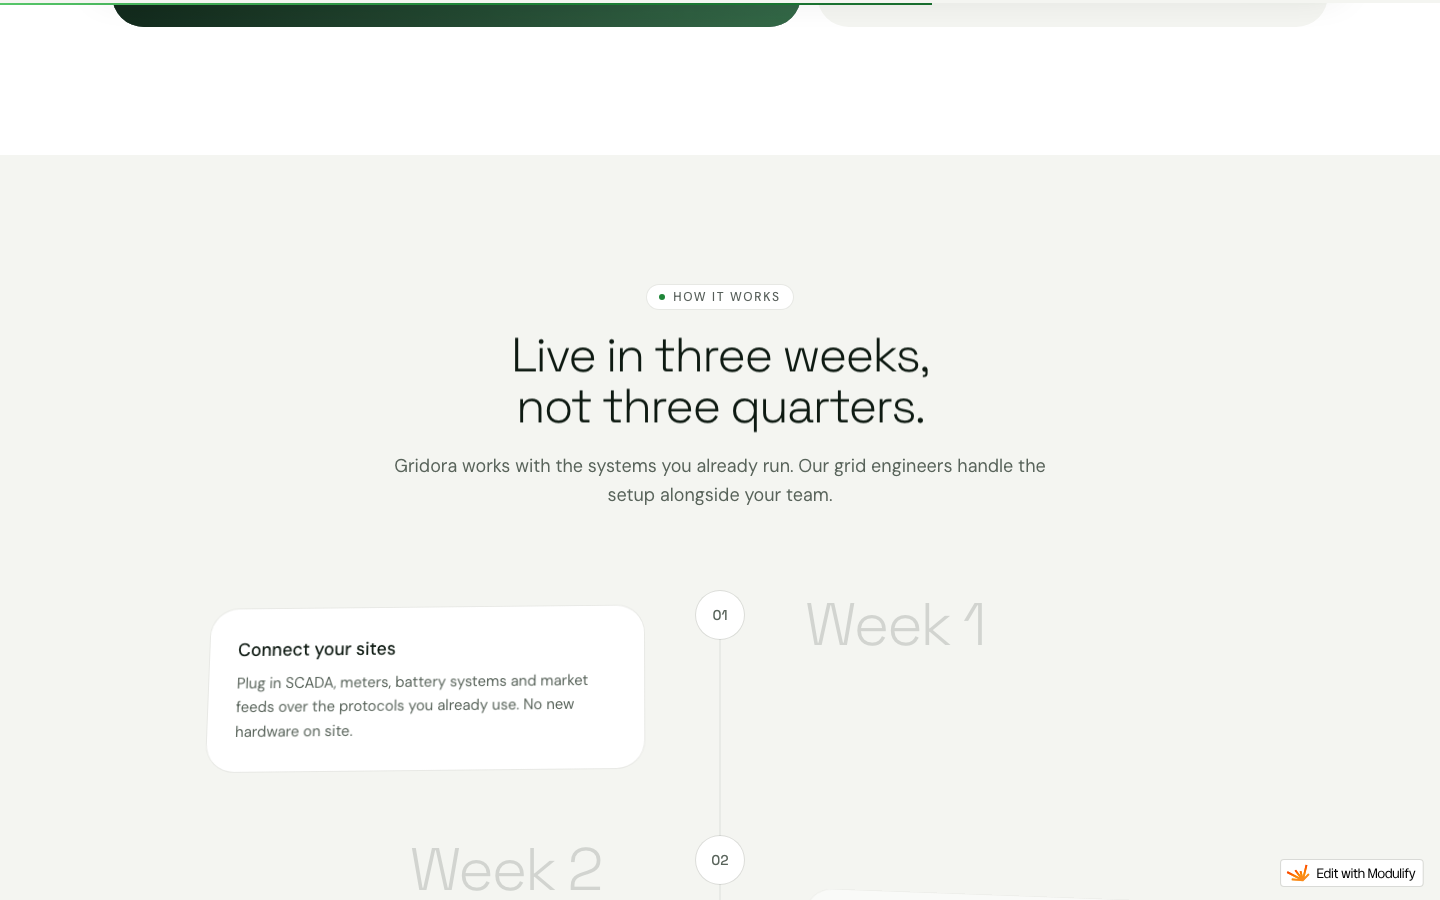 HOW IT WORKS
Live in three weeks,
not three quarters.
Gridora works with the systems you already run. Our grid engineers handle the
setup alongside your team.
01
Week 1
Connect your sites
Plug in SCADA, meters, battery systems and market
feeds over the protocols you already use. No new
hardware on site.
Week 2
02
Edit with Modulify